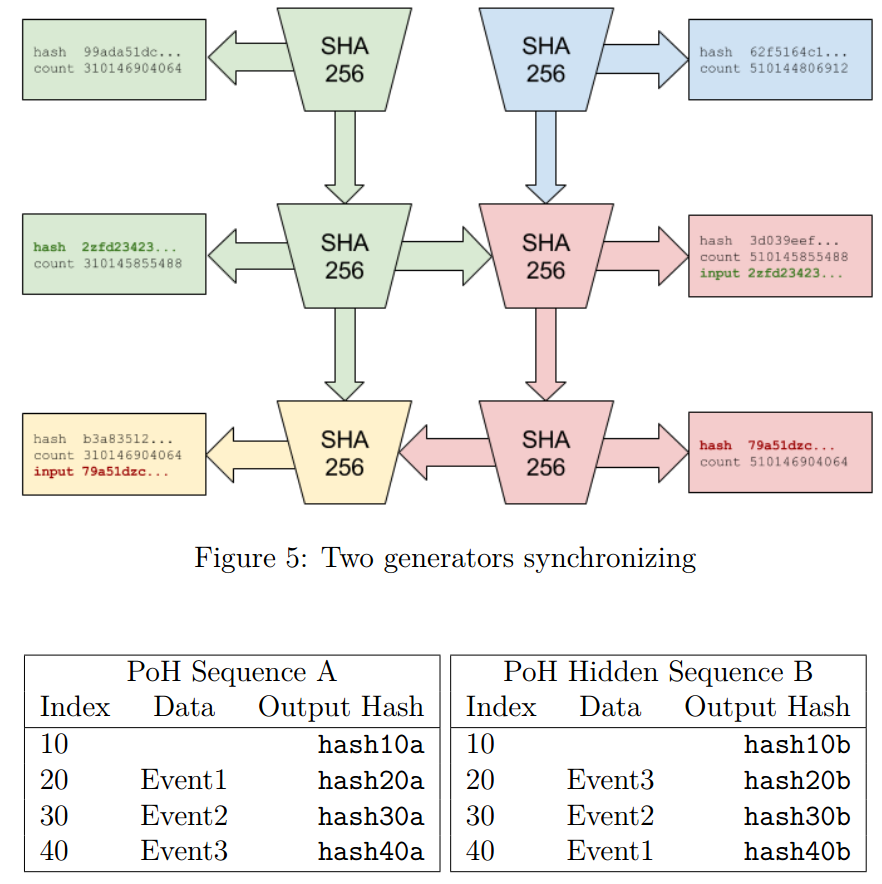 hash 99ada51dc...
count 310146904064
SHA
256
SHA
256
hash 62f5164c1...
count 510144806912
hash 2zfd23423...
count 310145855488
SHA
256
SHA
256
hash 3d039eef...
count 510145855488
input 2zfd23423...
hash b3a83512...
count 310146904064
input 79a51dzc...
SHA
256
SHA
256
hash 79a51dzc...
count 510146904064
Figure 5: Two generators synchronizing
PoH Sequence A
Index Data Output Hash
10 hash10a
20 Event1 hash20a
30 Event2 hash30a
40 Event3 hash40a
PoH Hidden Sequence B
Index Data Output Hash
10 hash10b
20 Event3 hash20b
30 Event2 hash30b
40 Event1 hash40b